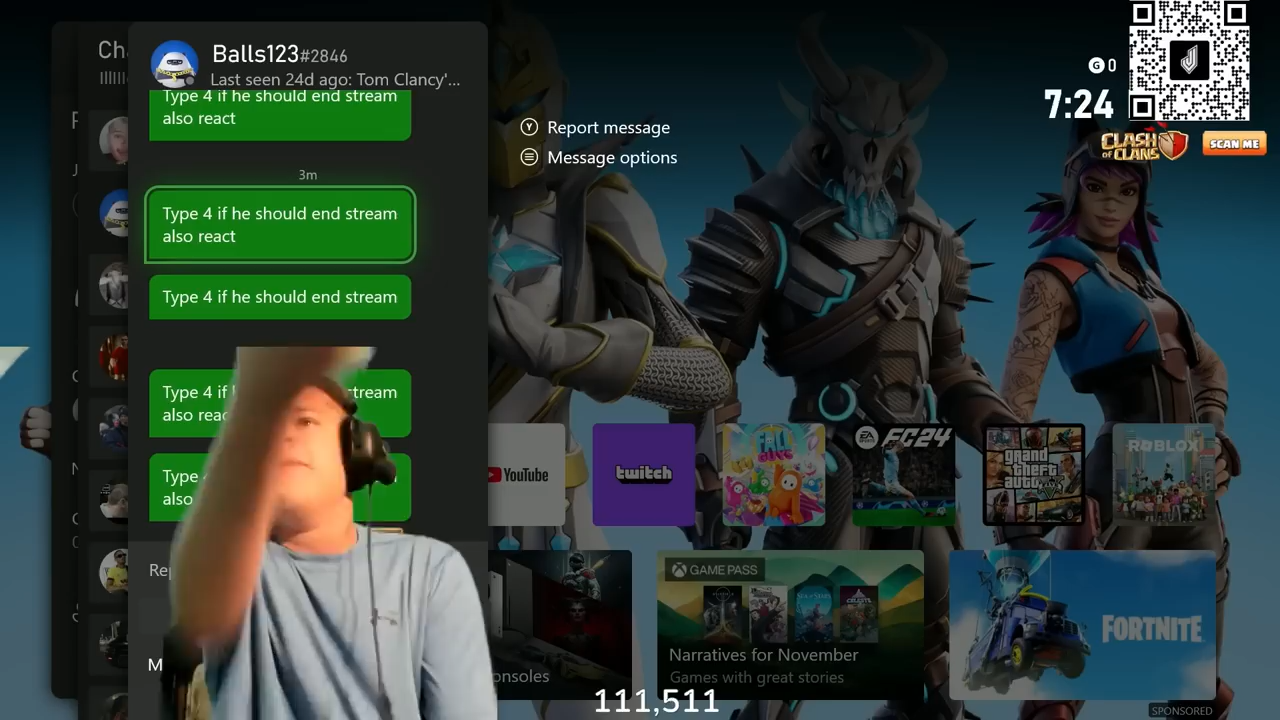 Balls123#2846
Last seen 24d ago: Tom Clancy'...
Type 4 if he should end stream
also react
3m
Type 4 if he should end stream
also react
Type 4 if he should end stream
Type 4 if
stream
also
Type 4
also
M
Report message
Message options
G 0
7:24
CLASH
OF CLANS
SCAN ME
YouTube
twitch
FALL
GUYS
EA
SPORTS
FC24
grand
theft
auto
V
ROBLOX
GAME PASS
Narratives for November
Games with great stories
onsoles
FORTNITE
111,511
SPONSORED